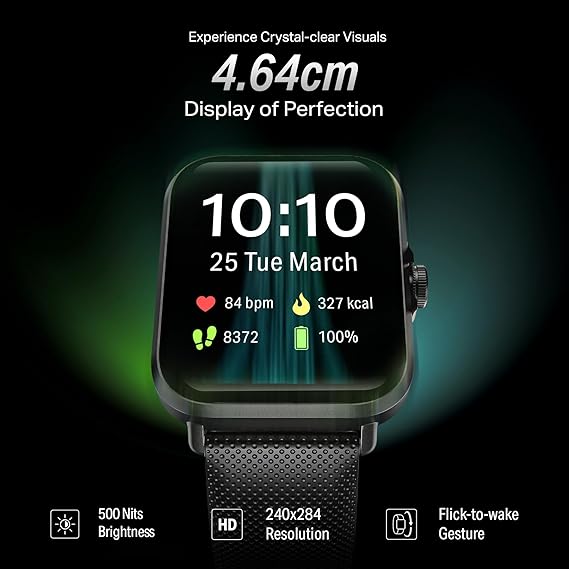 Experience Crystal-clear Visuals
4.64cm
Display of Perfection
10:10
25 Tue March
84 bpm 327 kcal
8372 100%
500 Nits
Brightness
HD
240x284
Resolution
Flick-to-wake
Gesture